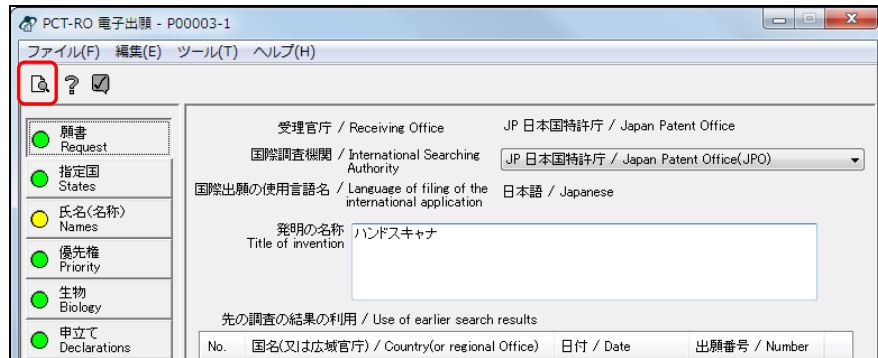 PCT-RO 電子出願 - P00003-1
ファイル(F) 編集(E) ツール(T) ヘルプ(H)
願書
Request
指定国
States
氏名(名称)
Names
優先権
Priority
生物
Biology
申立て
Declarations
受理官庁 / Receiving Office JP 日本国特許庁 / Japan Patent Office
国際調査機関 / International Searching Authority JP 日本国特許庁 / Japan Patent Office(JPO)
国際出願の使用言語名 / Language of filing of the international application 日本語 / Japanese
発明の名称
Title of invention
ハンドスキャナ
先の調査の結果の利用 / Use of earlier search results
No. 国名(又は広域官庁) / Country(or regional Office) 日付 / Date 出願番号 / Number